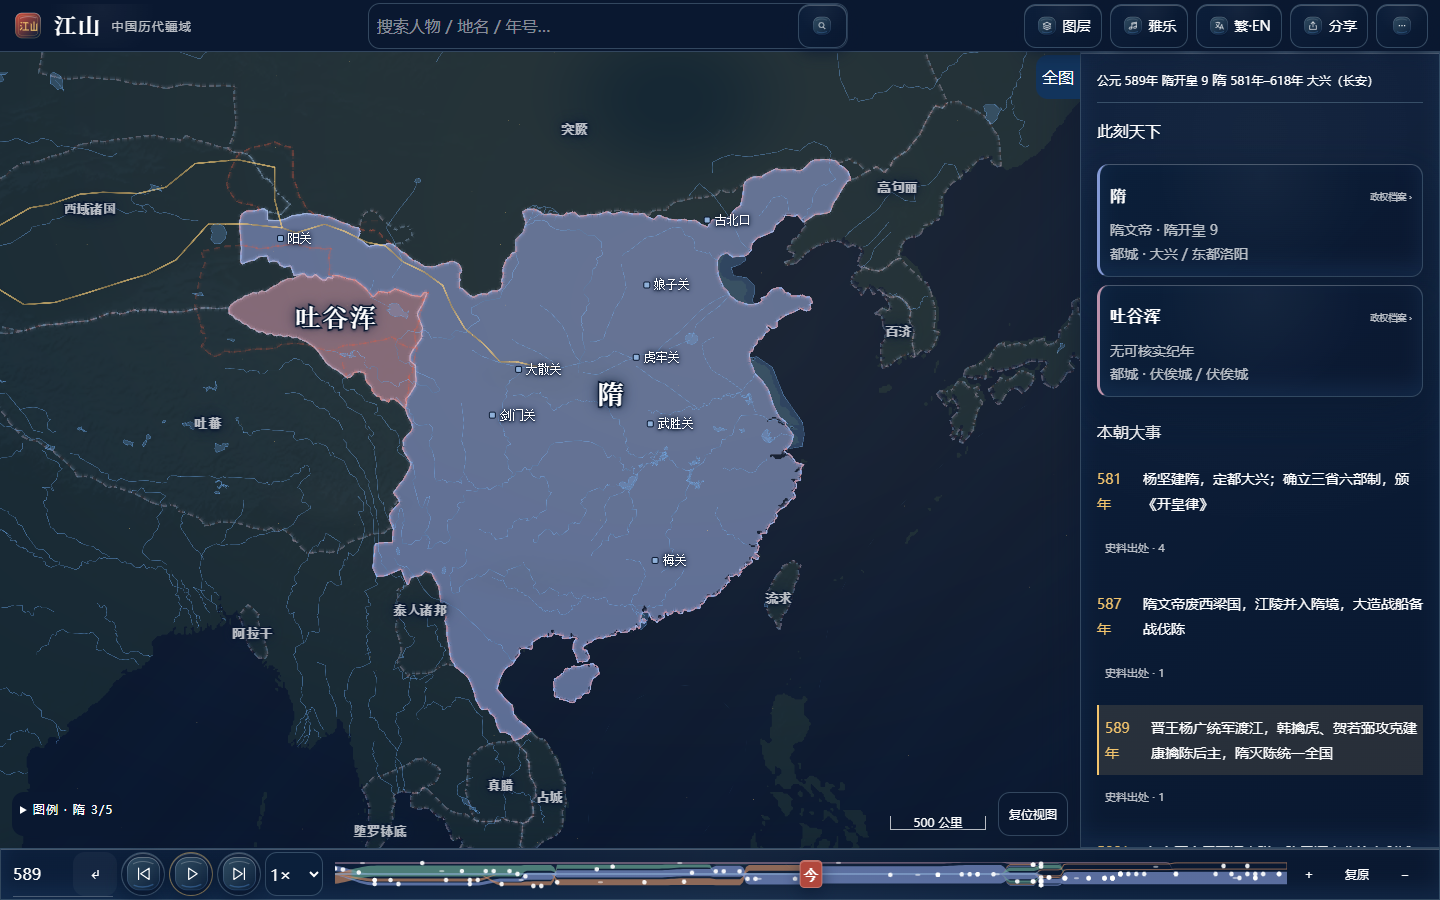 江山
江山 中国历代疆域
搜索人物 / 地名 / 年号...
图层
雅乐
繁·EN
分享
全图
突厥
高句丽
西域诸国
古北口
阳关
娘子关
吐谷浑
百济
虎牢关
大散关
隋
剑门关
武胜关
吐蕃
梅关
流求
泰人诸邦
阿拉干
真腊
占城
堕罗钵底
图例 · 隋 3/5
500 公里
复位视图
公元 589年 隋开皇 9 隋 581年–618年 大兴（长安）
此刻天下
隋
政权档案 ›
隋文帝 · 隋开皇 9
都城 · 大兴 / 东都洛阳
吐谷浑
政权档案 ›
无可核实纪年
都城 · 伏俟城 / 伏俟城
本朝大事
581年
杨坚建隋，定都大兴；确立三省六部制，颁
《开皇律》
史料出处 · 4
587年
隋文帝废西梁国，江陵并入隋境，大造战船备
战伐陈
史料出处 · 1
589年
晋王杨广统军渡江，韩擒虎、贺若弼攻克建
康擒陈后主，隋灭陈统一全国
史料出处 · 1
589
1×
今
+
复原
−